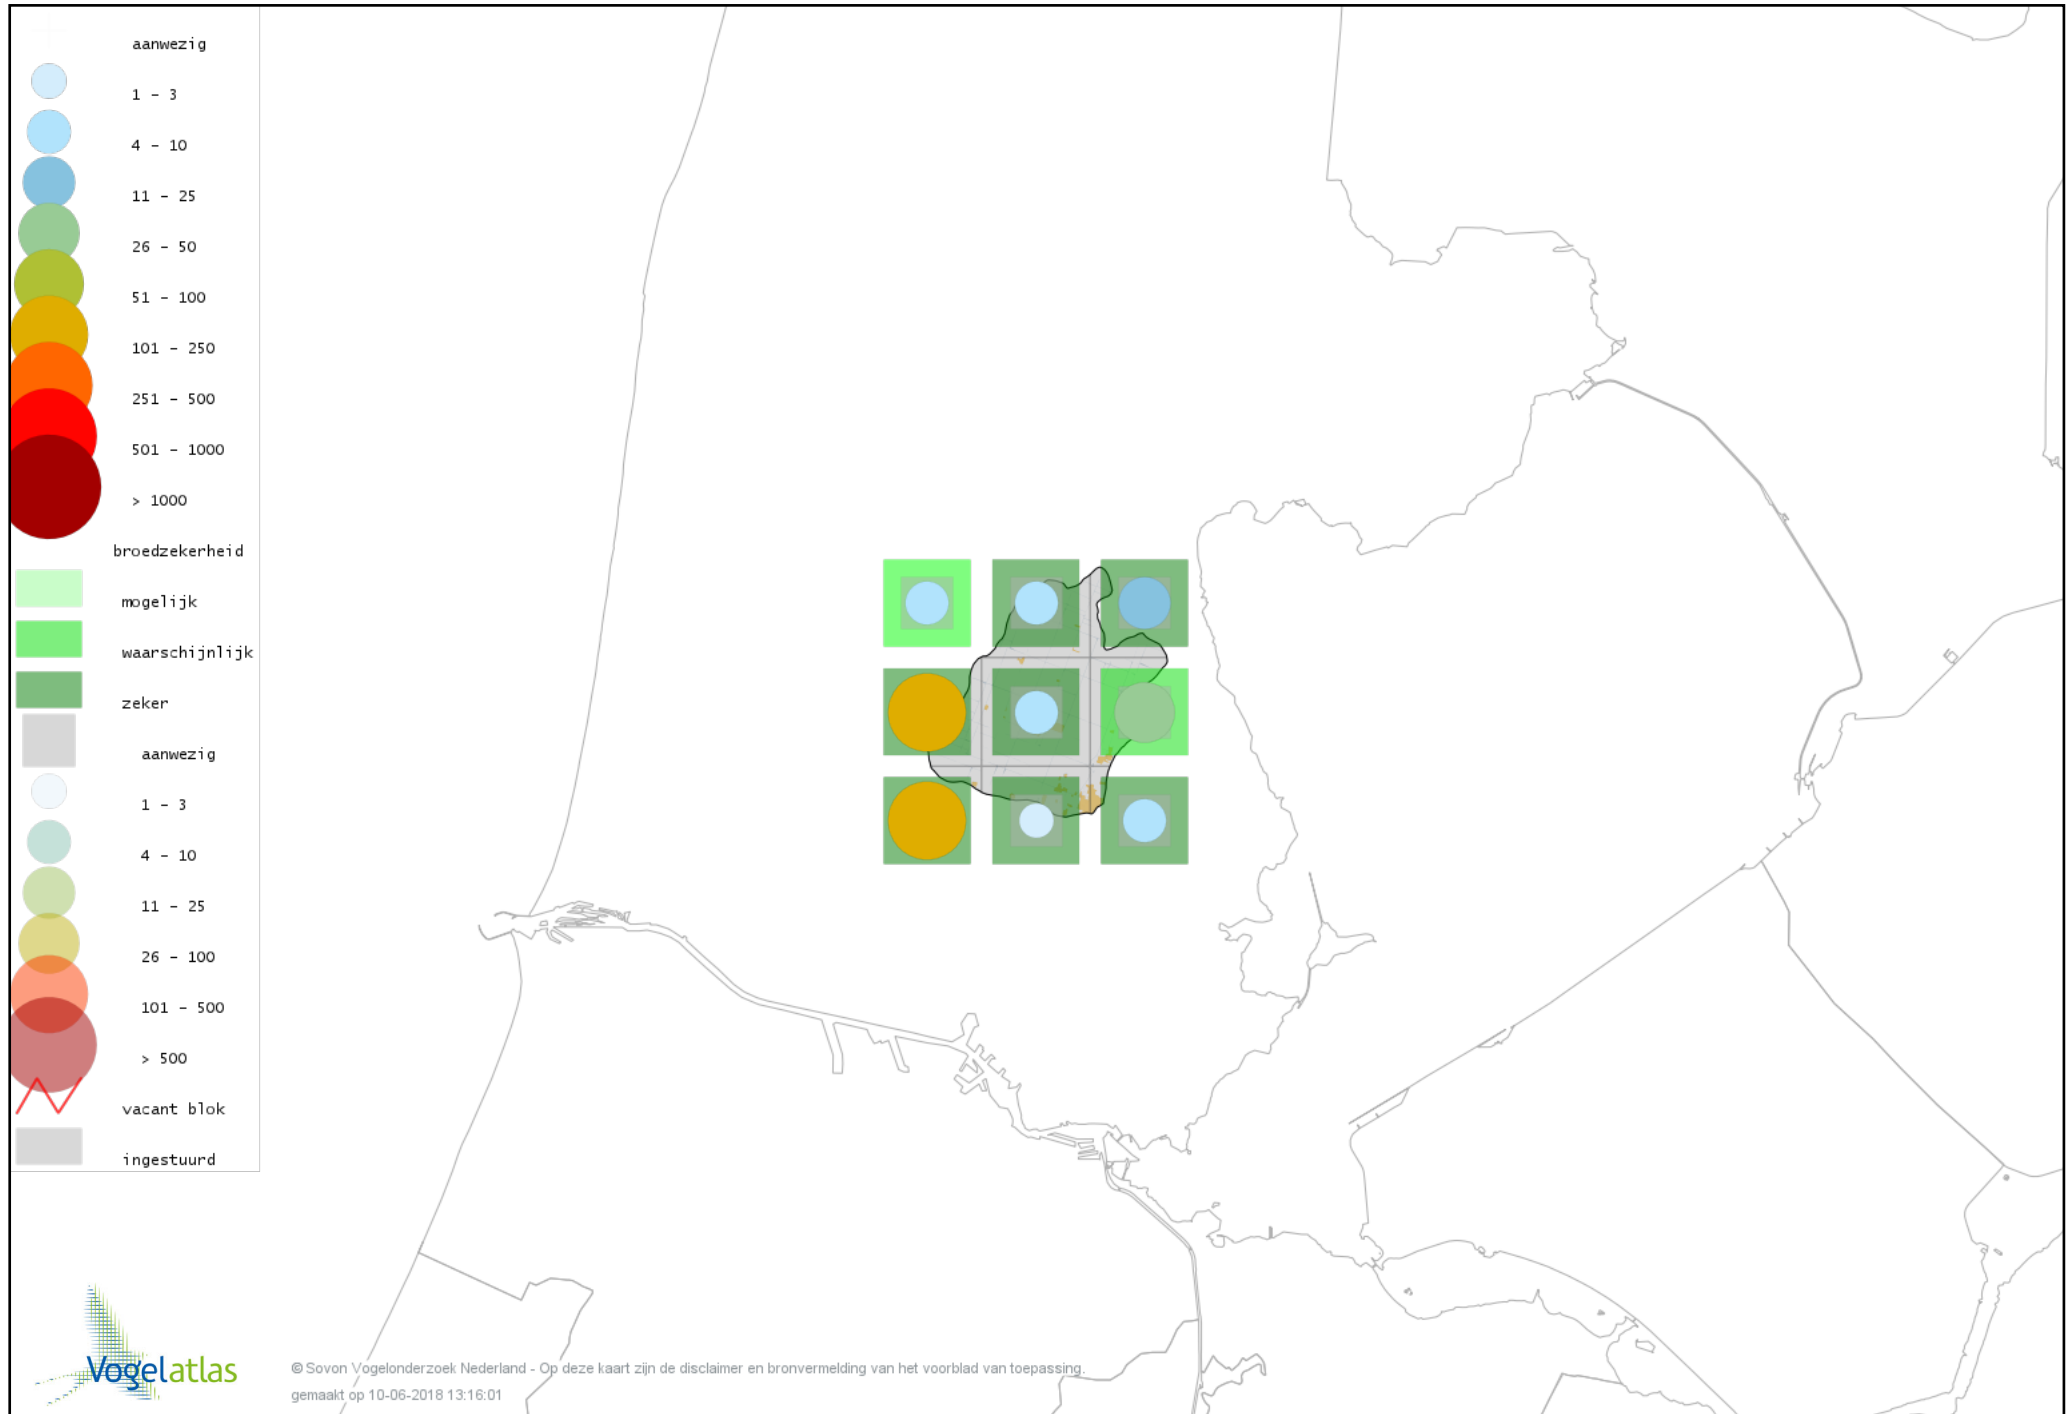 aanwezig
1 - 3
4 - 10
11 - 25
26 - 50
51 - 100
101 - 250
251 - 500
501 - 1000
> 1000
broedzekerheid
mogelijk
waarschijnlijk
zeker
aanwezig
1 - 3
4 - 10
11 - 25
26 - 100
101 - 500
> 500
vacant blok
ingestuurd
Vogelatlas
© Sovon Vogelonderzoek Nederland - Op deze kaart zijn de disclaimer en bronvermelding van het voorblad van toepassing.
gemaakt op 10-06-2018 13:16:01